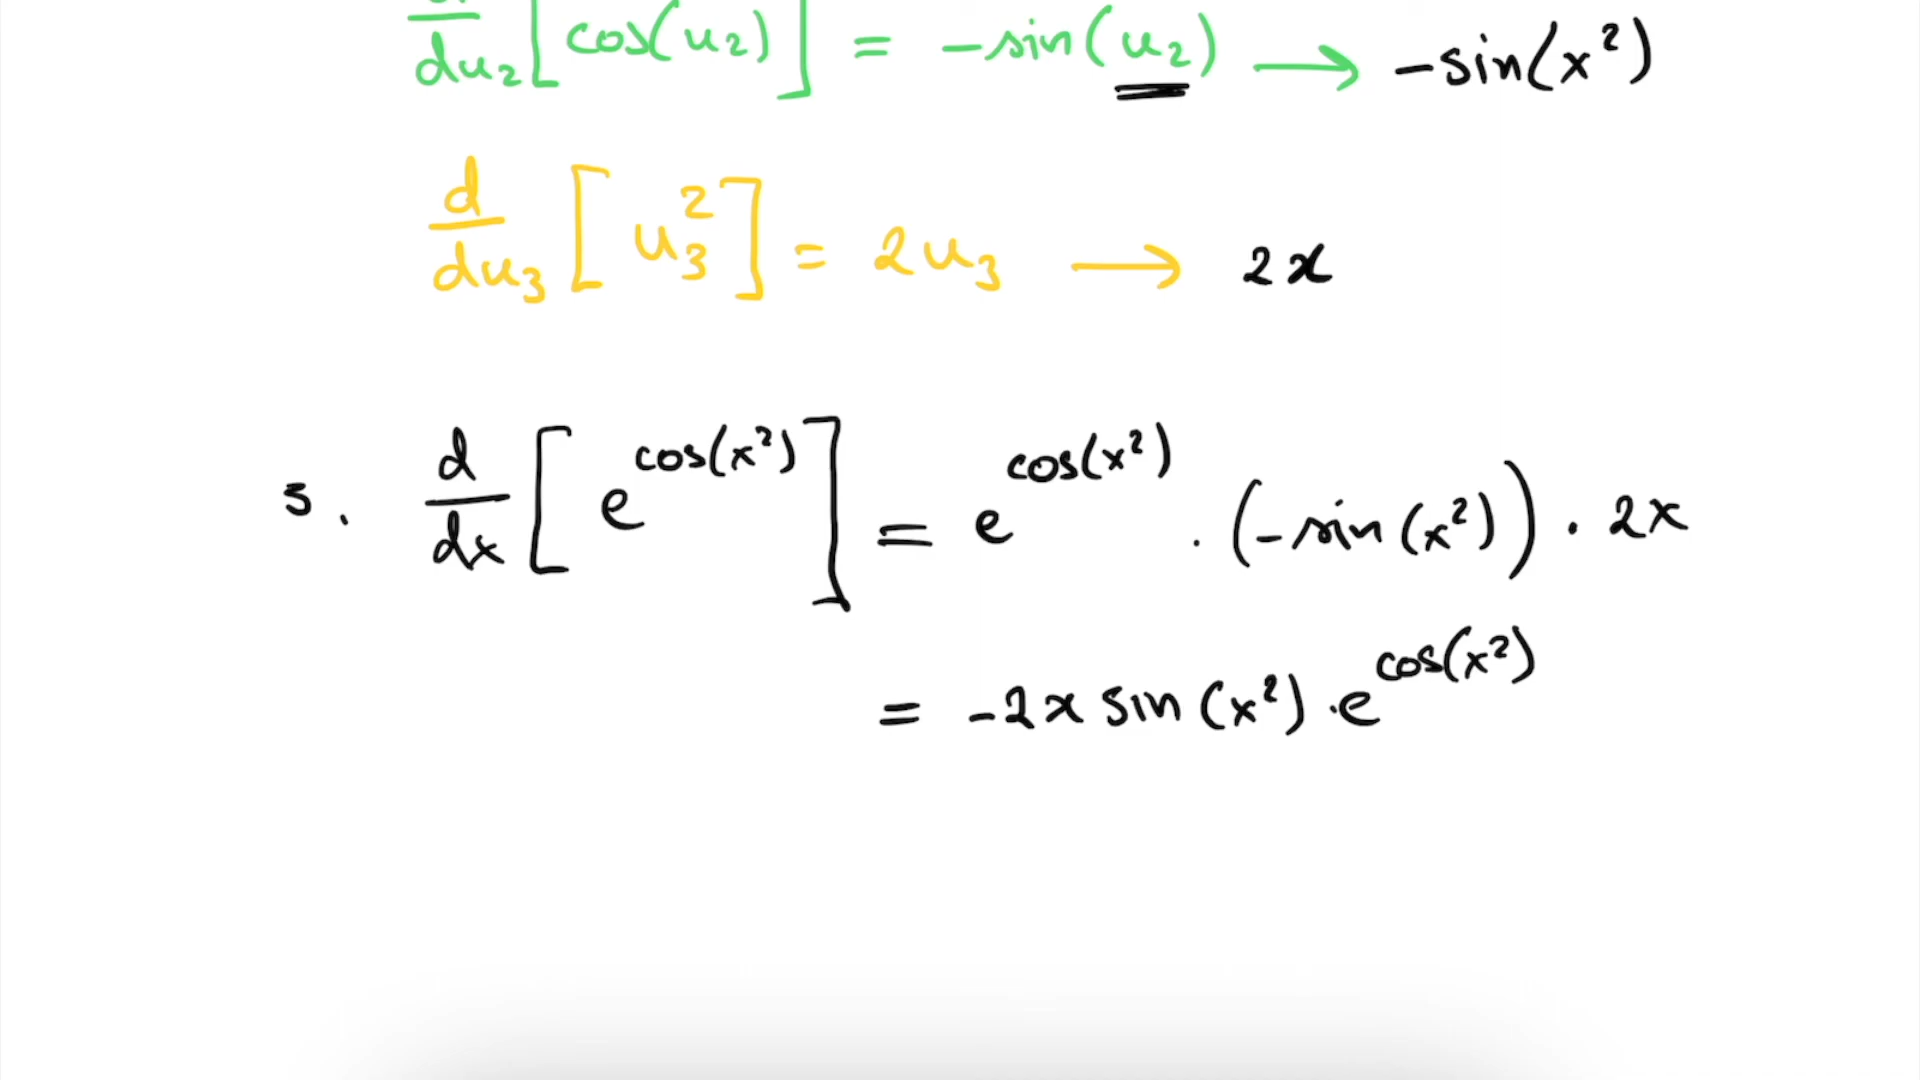 d/du₂[cos(u₂)] = -sin(u₂) → -sin(x²)
d/du₃[u₃²] = 2u₃ → 2x
5. d/dx[e^cos(x²)] = e^cos(x²) · (-sin(x²)) · 2x
= -2x sin(x²) · e^cos(x²)